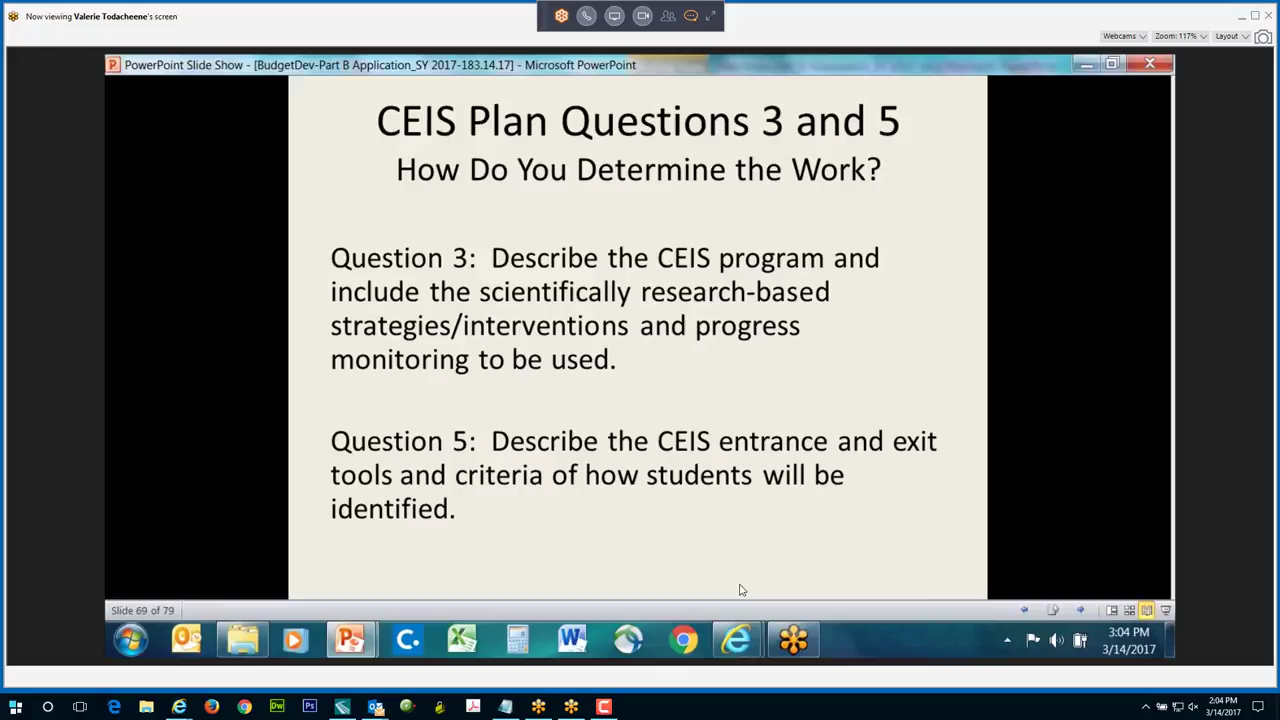 Now viewing Valerie Todacheene's screen
Webcams
Zoom: 117%
Layout
PowerPoint Slide Show - [BudgetDev-Part B Application_SY 2017-183.14.17] - Microsoft PowerPoint
CEIS Plan Questions 3 and 5
How Do You Determine the Work?
Question 3: Describe the CEIS program and
include the scientifically research-based
strategies/interventions and progress
monitoring to be used.
Question 5: Describe the CEIS entrance and exit
tools and criteria of how students will be
identified.
Slide 69 of 79
3:04 PM
3/14/2017
2:04 PM
3/14/2017